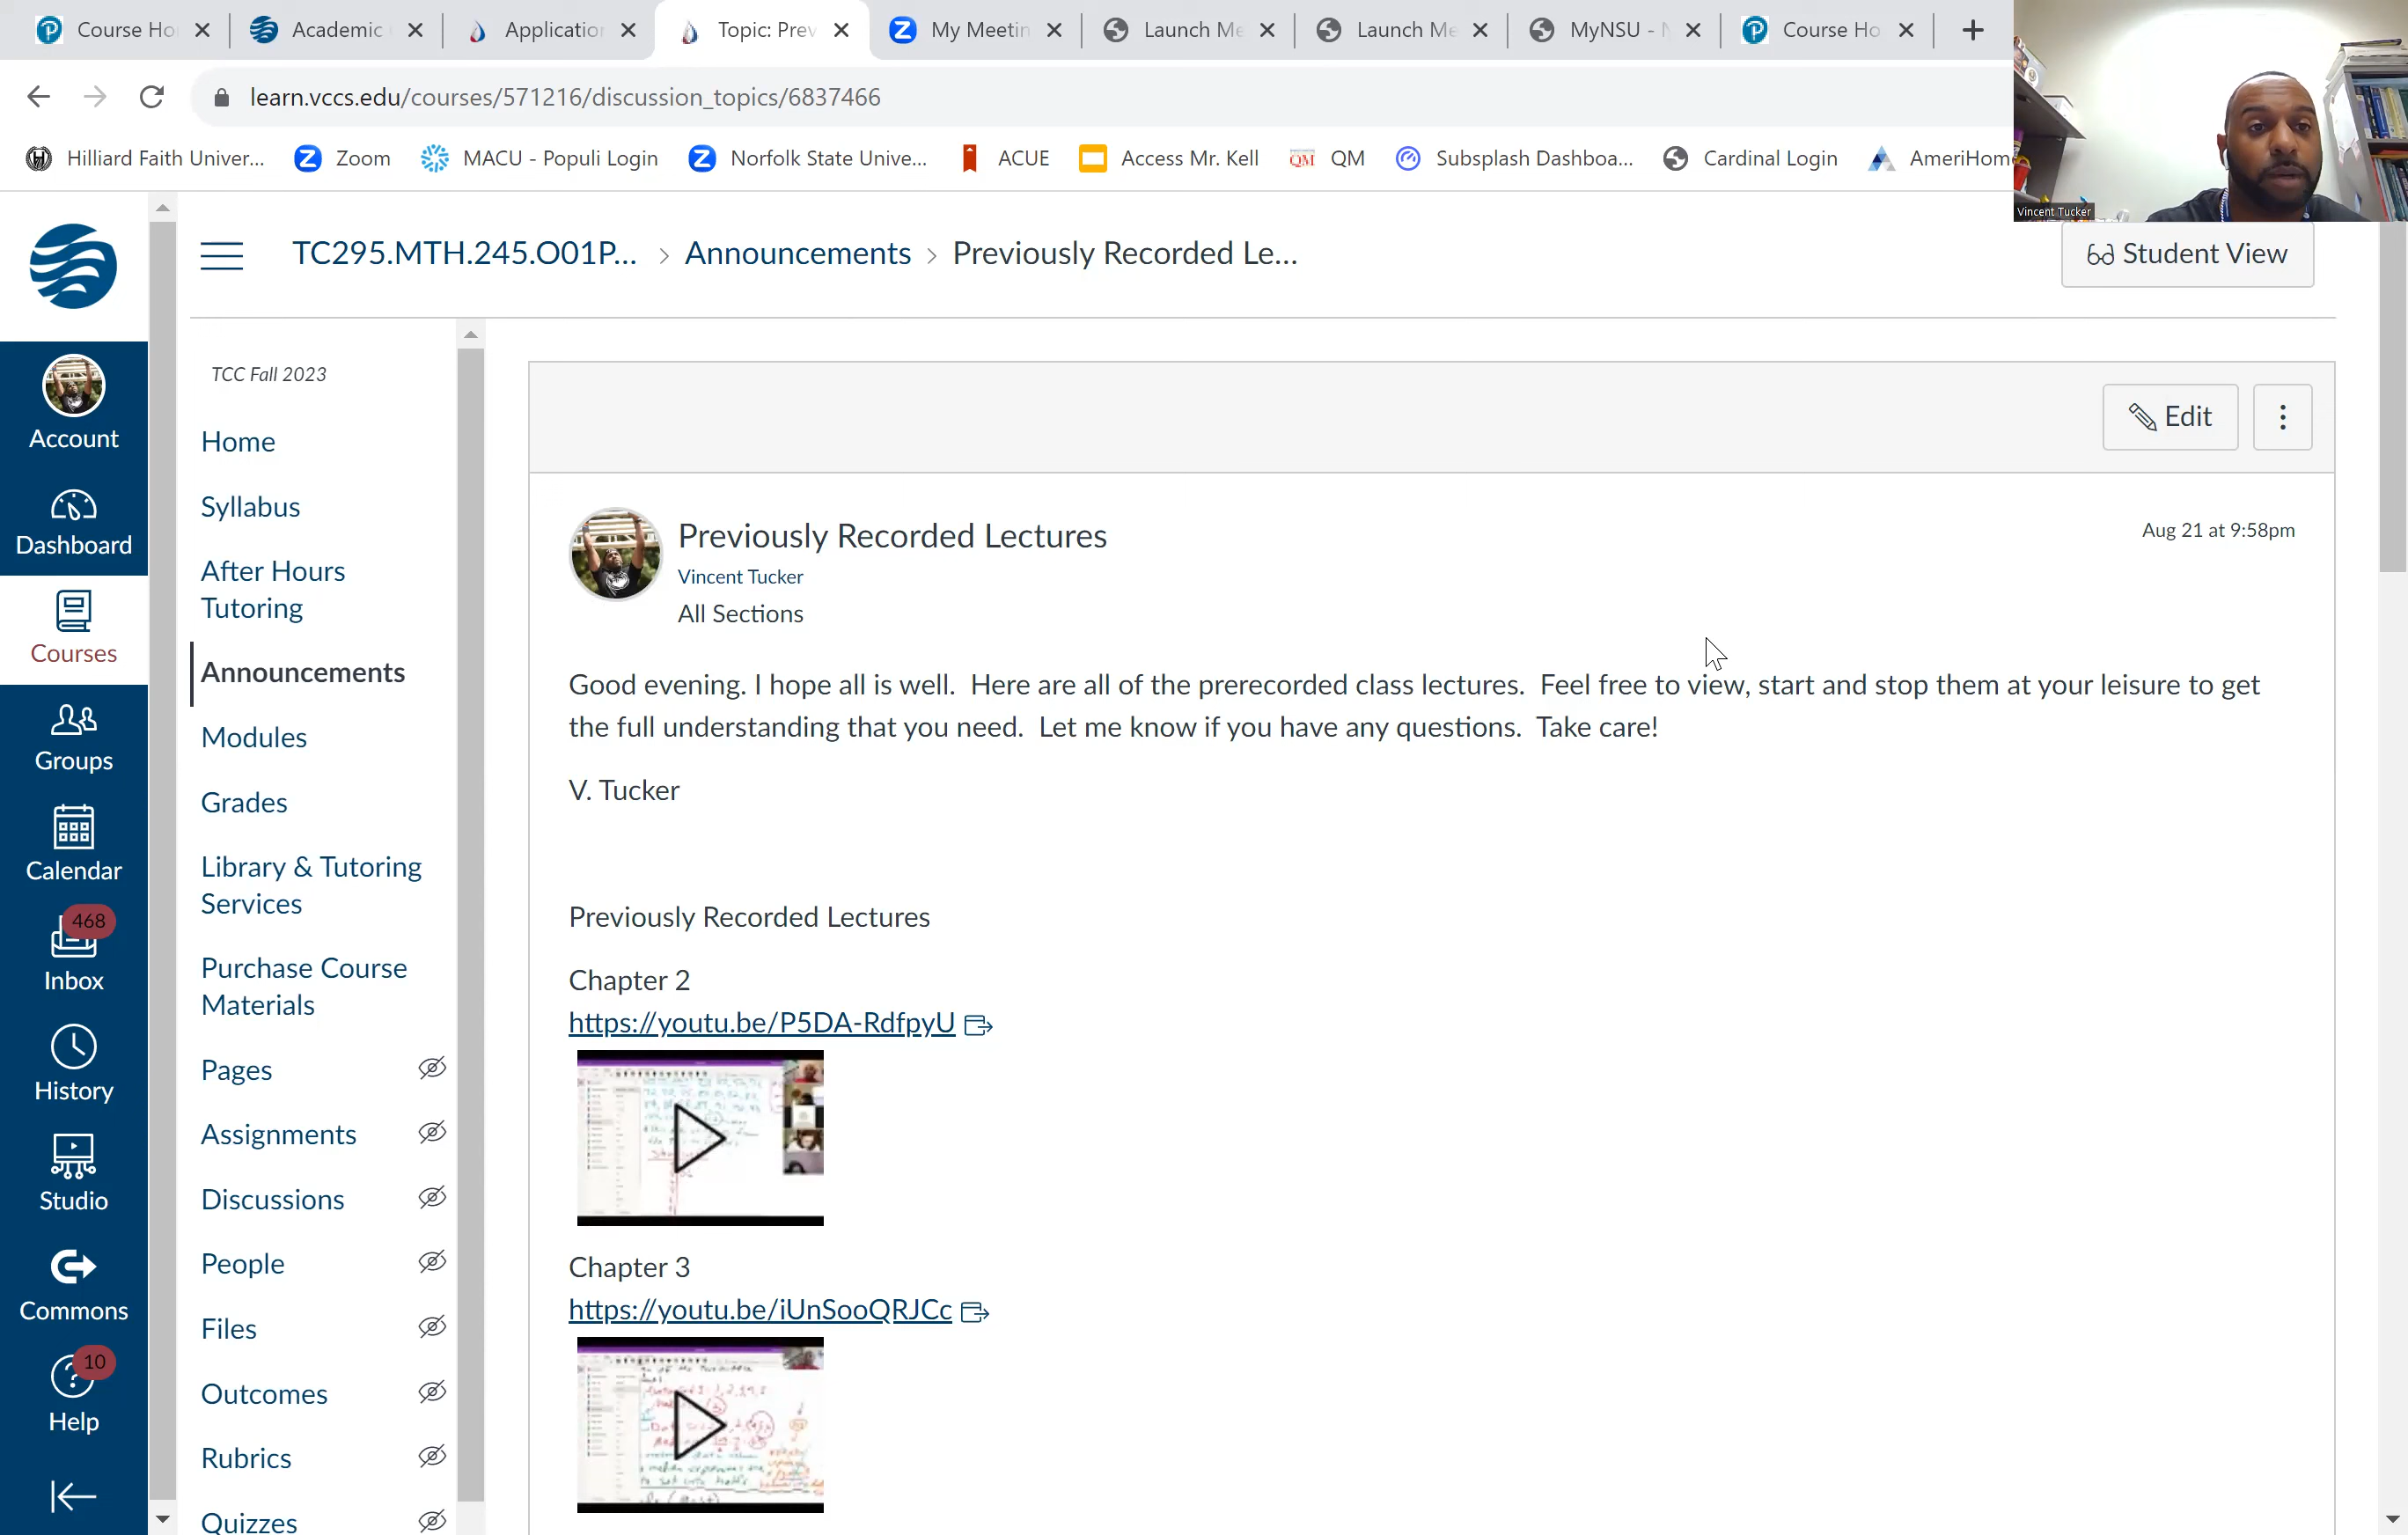 Course Ho
Academic
Application
Topic: Prev
My Meetin
Launch Me
Launch Me
MyNSU - N
Course Ho
learn.vccs.edu/courses/571216/discussion_topics/6837466
Hilliard Faith Univer...
Zoom
MACU - Populi Login
Norfolk State Unive...
ACUE
Access Mr. Kell
QM QM
Subsplash Dashboa...
Cardinal Login
AmeriHome
Vincent Tucker
TC295.MTH.245.O01P... > Announcements > Previously Recorded Le...
Student View
Account
Dashboard
Courses
Groups
Calendar
468
Inbox
History
Studio
Commons
10
Help
TCC Fall 2023
Home
Syllabus
After Hours
Tutoring
Announcements
Modules
Grades
Library & Tutoring
Services
Purchase Course
Materials
Pages
Assignments
Discussions
People
Files
Outcomes
Rubrics
Quizzes
Edit
Previously Recorded Lectures
Aug 21 at 9:58pm
Vincent Tucker
All Sections
Good evening. I hope all is well. Here are all of the prerecorded class lectures. Feel free to view, start and stop them at your leisure to get
the full understanding that you need. Let me know if you have any questions. Take care!
V. Tucker
Previously Recorded Lectures
Chapter 2
https://youtu.be/P5DA-RdfpyU
Chapter 3
https://youtu.be/iUnSooQRJCc